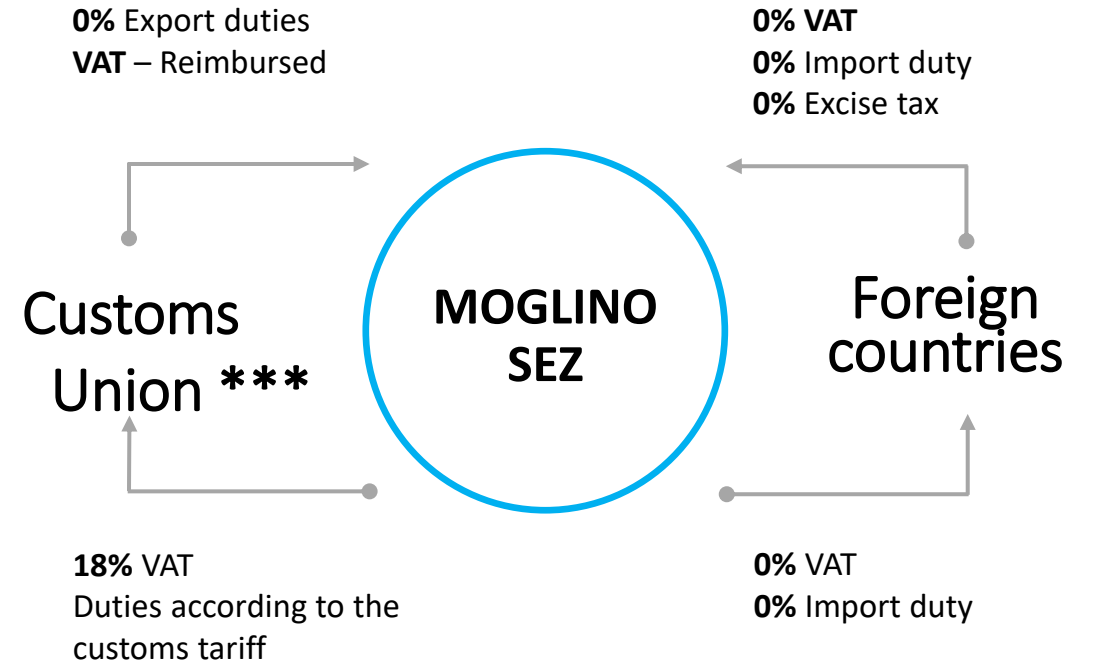 0% Export duties
VAT – Reimbursed
0% VAT
0% Import duty
0% Excise tax
Customs
Union ***
MOGLINO
SEZ
Foreign
countries
18% VAT
Duties according to the
customs tariff
0% VAT
0% Import duty